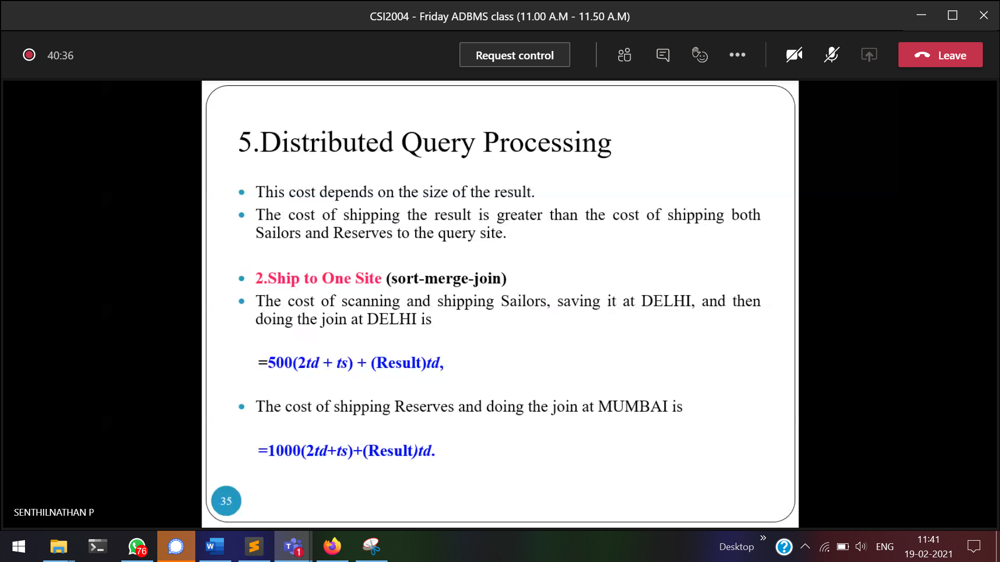 CSI2004 - Friday ADBMS class (11.00 A.M - 11.50 A.M)
40:36
Request control
Leave
5.Distributed Query Processing
• This cost depends on the size of the result.
• The cost of shipping the result is greater than the cost of shipping both
Sailors and Reserves to the query site.
• 2.Ship to One Site (sort-merge-join)
• The cost of scanning and shipping Sailors, saving it at DELHI, and then
doing the join at DELHI is
=500(2td + ts) + (Result)td,
• The cost of shipping Reserves and doing the join at MUMBAI is
=1000(2td+ts)+(Result)td.
35
SENTHILNATHAN P
76
W
T
1
Desktop
ENG
11:41
19-02-2021